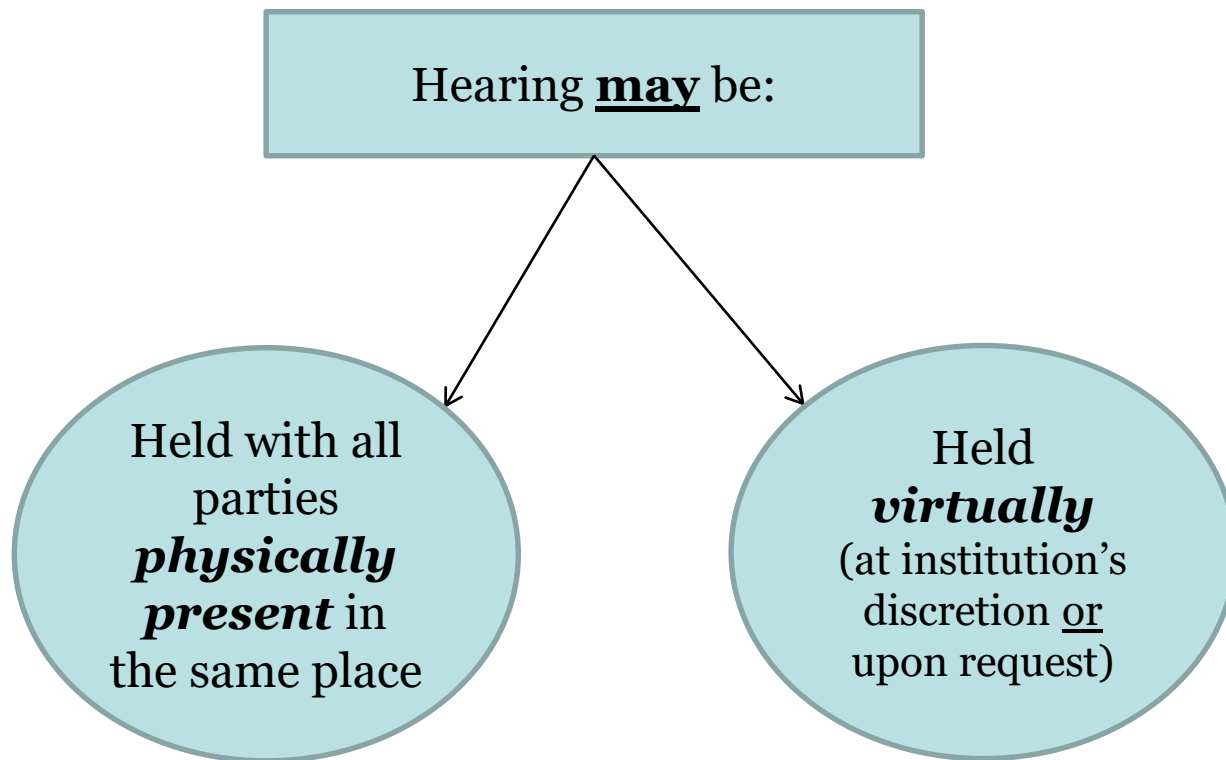 Hearing may be:
Held with all
parties
physically
present in
the same place
Held
virtually
(at institution’s
discretion or
upon request)